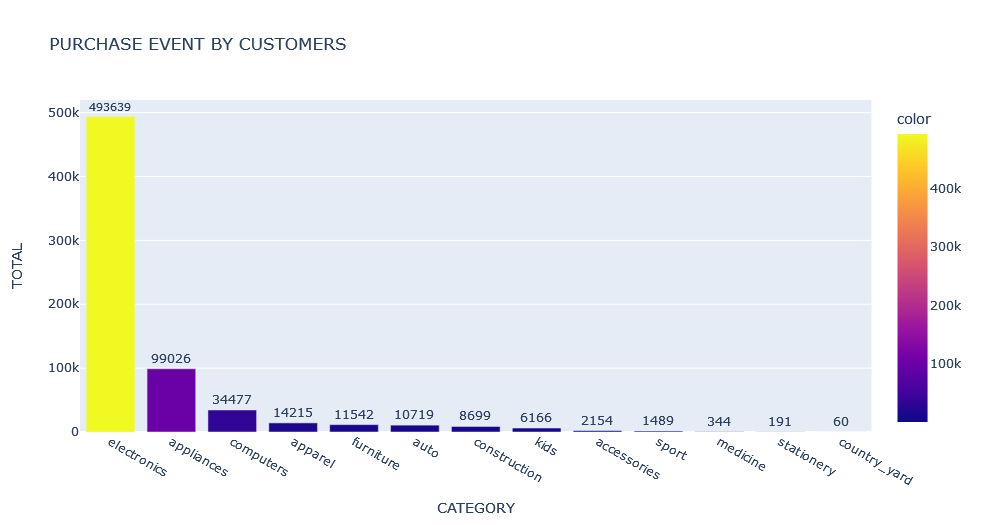 PURCHASE EVENT BY CUSTOMERS
color
500k
400k
300k
200k
100k
0
TOTAL
493639
99026
34477
14215
11542
10719
8699
6166
2154
1489
344
191
60
400k
300k
200k
100k
electronics
appliances
computers
apparel
furniture
auto
construction
kids
accessories
sport
medicine
stationery
country_yard
CATEGORY